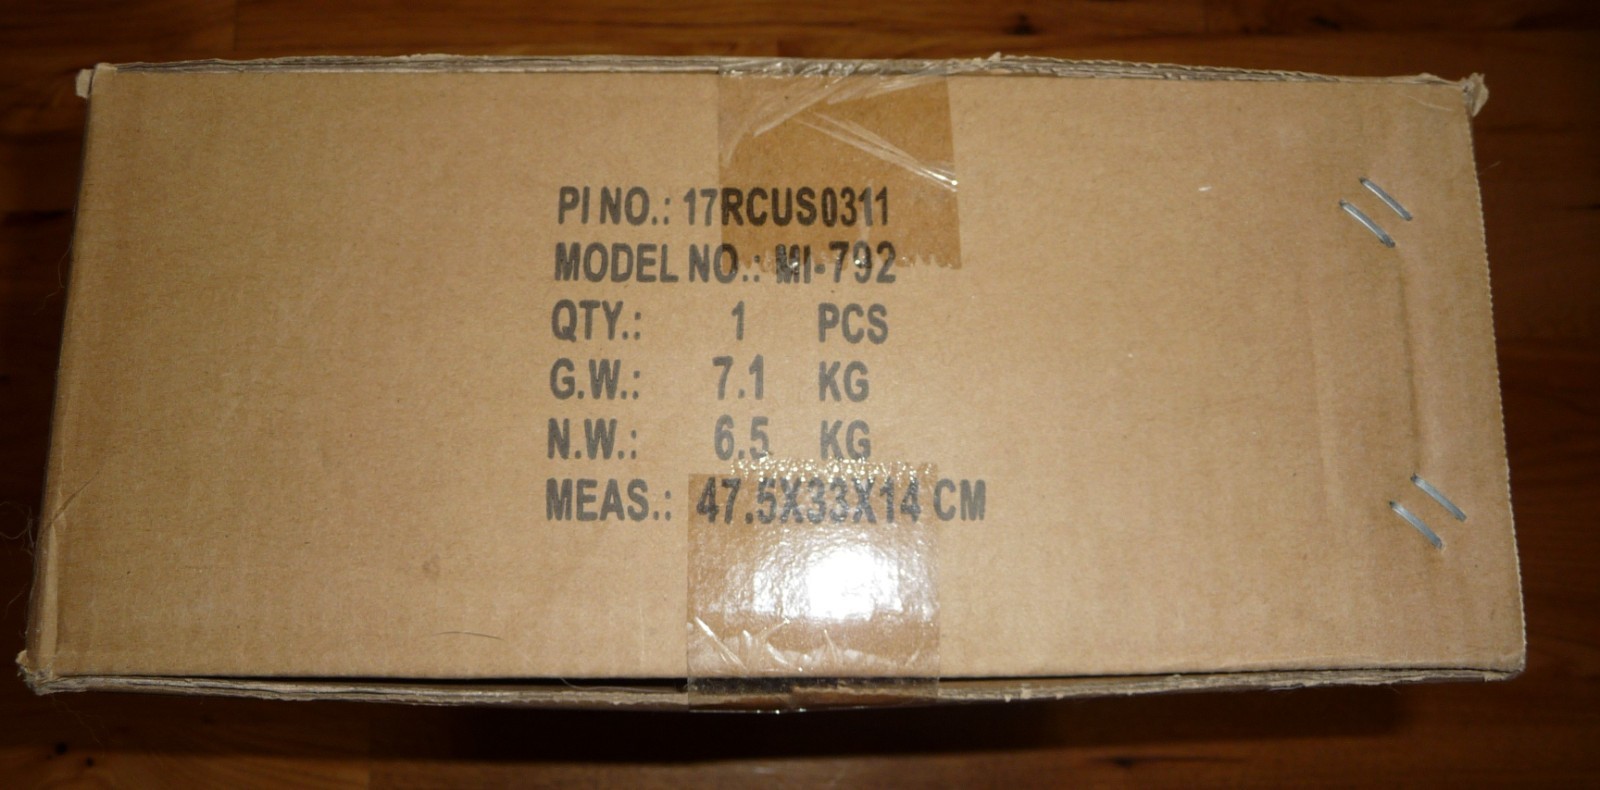 PI NO.: 17RCUS0311
MODEL NO.: MI-792
QTY.: 1 PCS
G.W.: 7.1 KG
N.W.: 6.5 KG
MEAS.: 47.5X33X14 CM